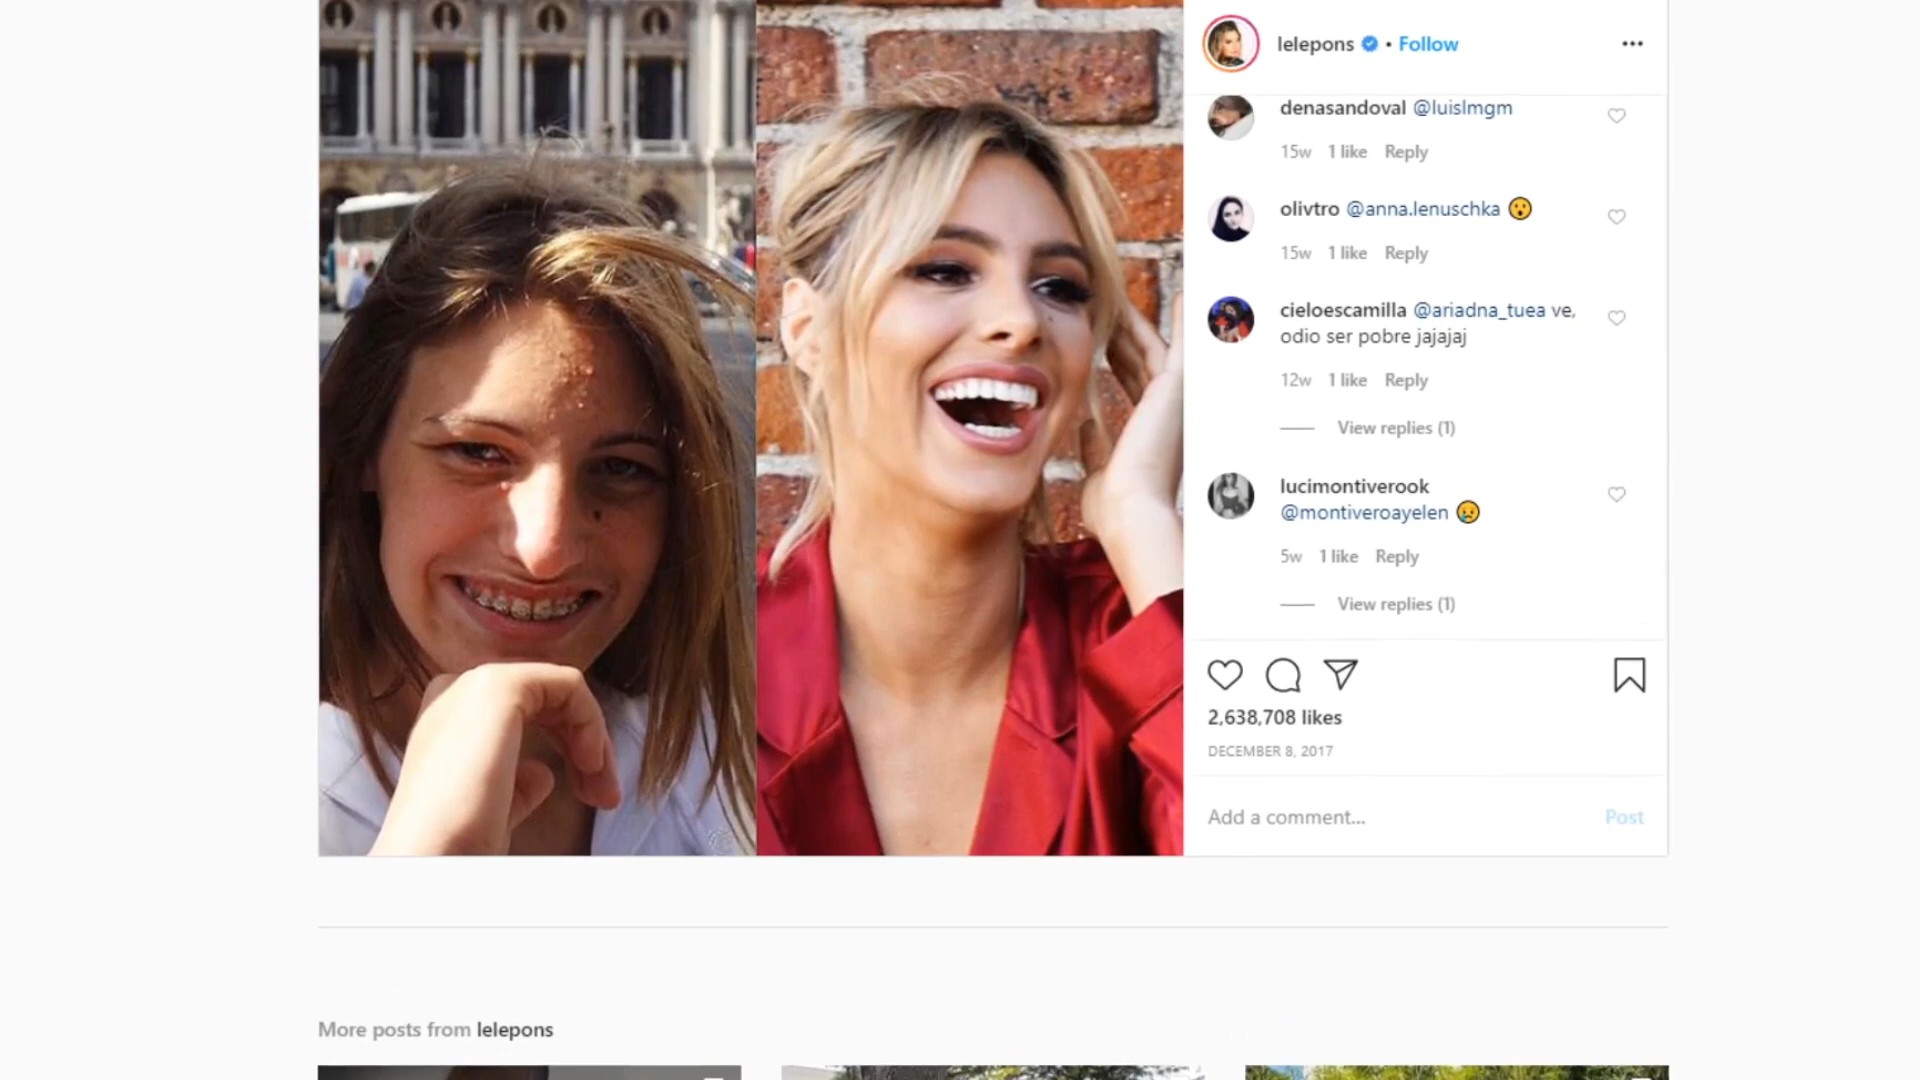 lelepons • Follow
denasandoval @luislmgm
15w 1 like Reply
olivtro @anna.lenuschka 😯
15w 1 like Reply
cieloescamilla @ariadna_tuea ve,
odio ser pobre jajajaj
12w 1 like Reply
View replies (1)
lucimontiverook
@montiveroayelen 😥
5w 1 like Reply
View replies (1)
2,638,708 likes
DECEMBER 8, 2017
Add a comment... Post
More posts from lelepons